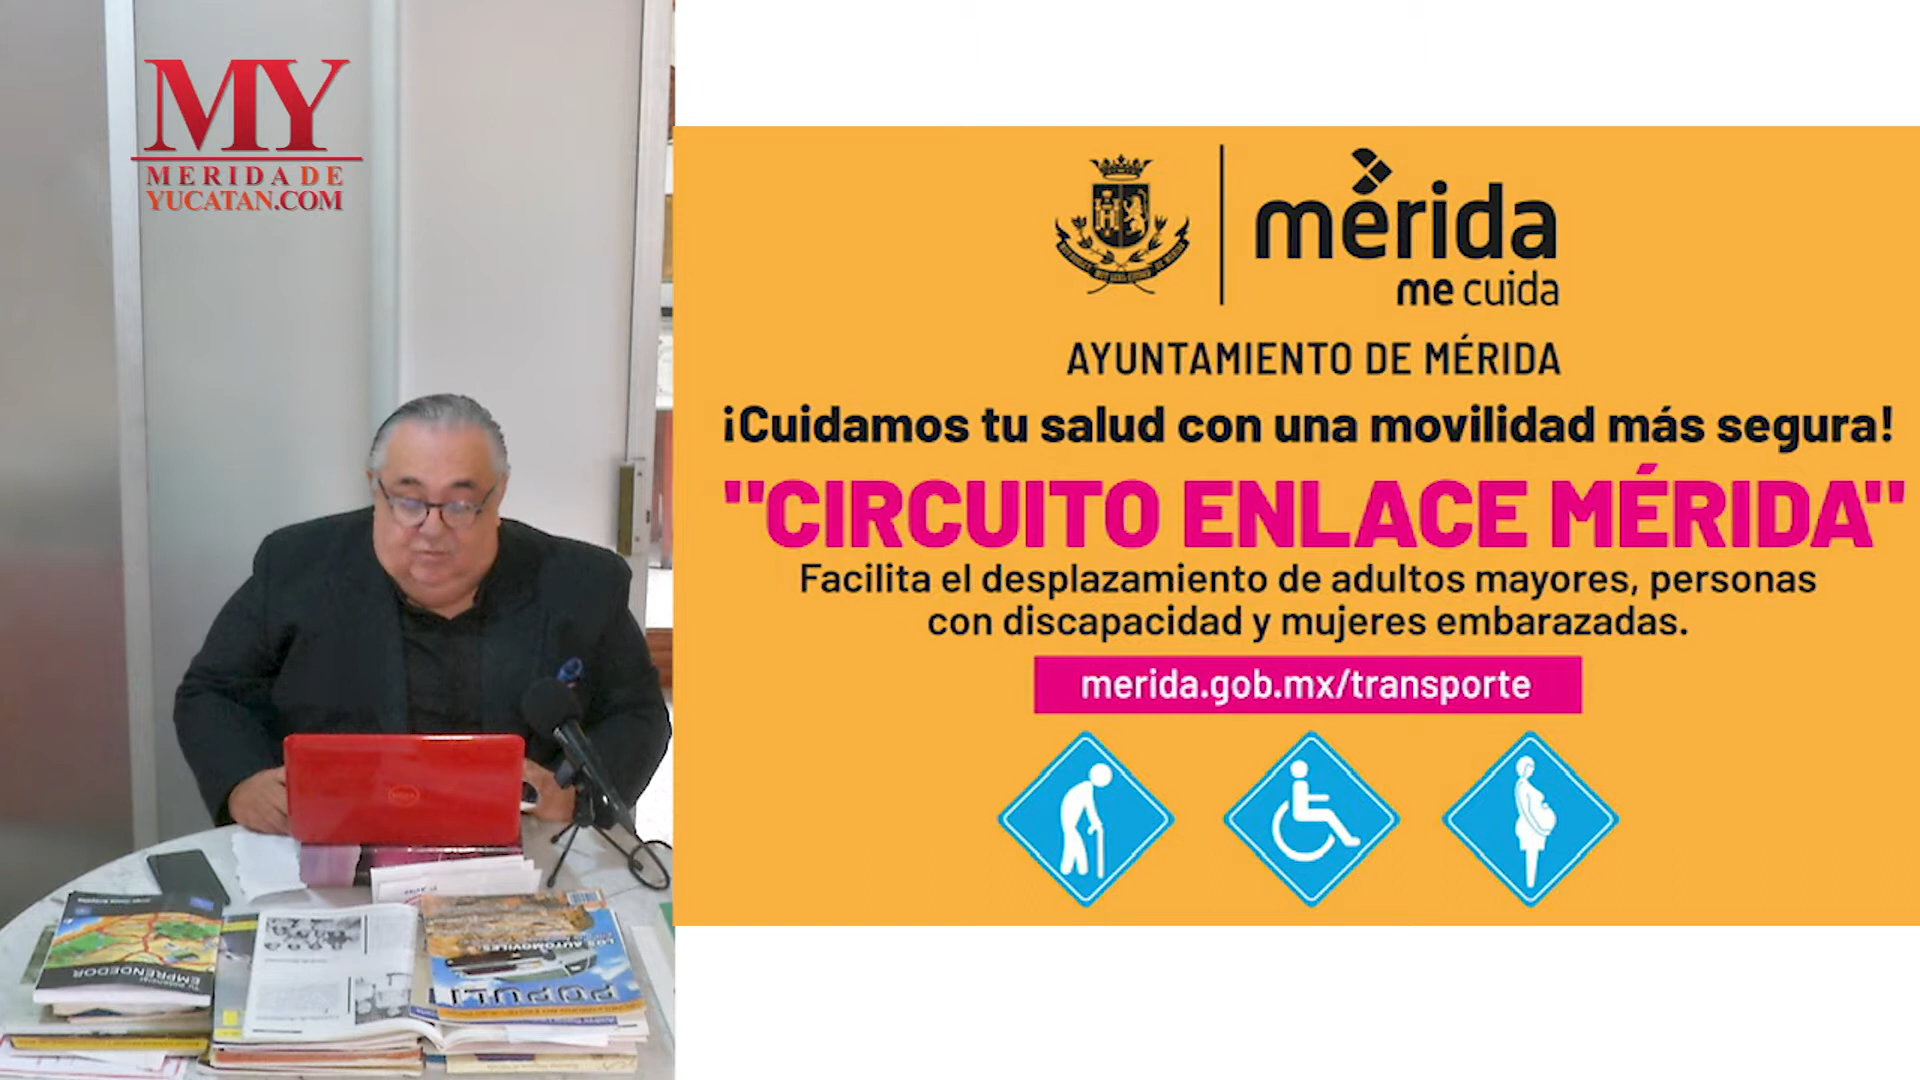 MY
MERIDA DE
YUCATAN.COM
mérida
me cuida
AYUNTAMIENTO DE MÉRIDA
¡Cuidamos tu salud con una movilidad más segura!
"CIRCUITO ENLACE MÉRIDA"
Facilita el desplazamiento de adultos mayores, personas
con discapacidad y mujeres embarazadas.
merida.gob.mx/transporte
DELL
EMPRENDEDOR
LOS AUTOMOVILES
POPULI